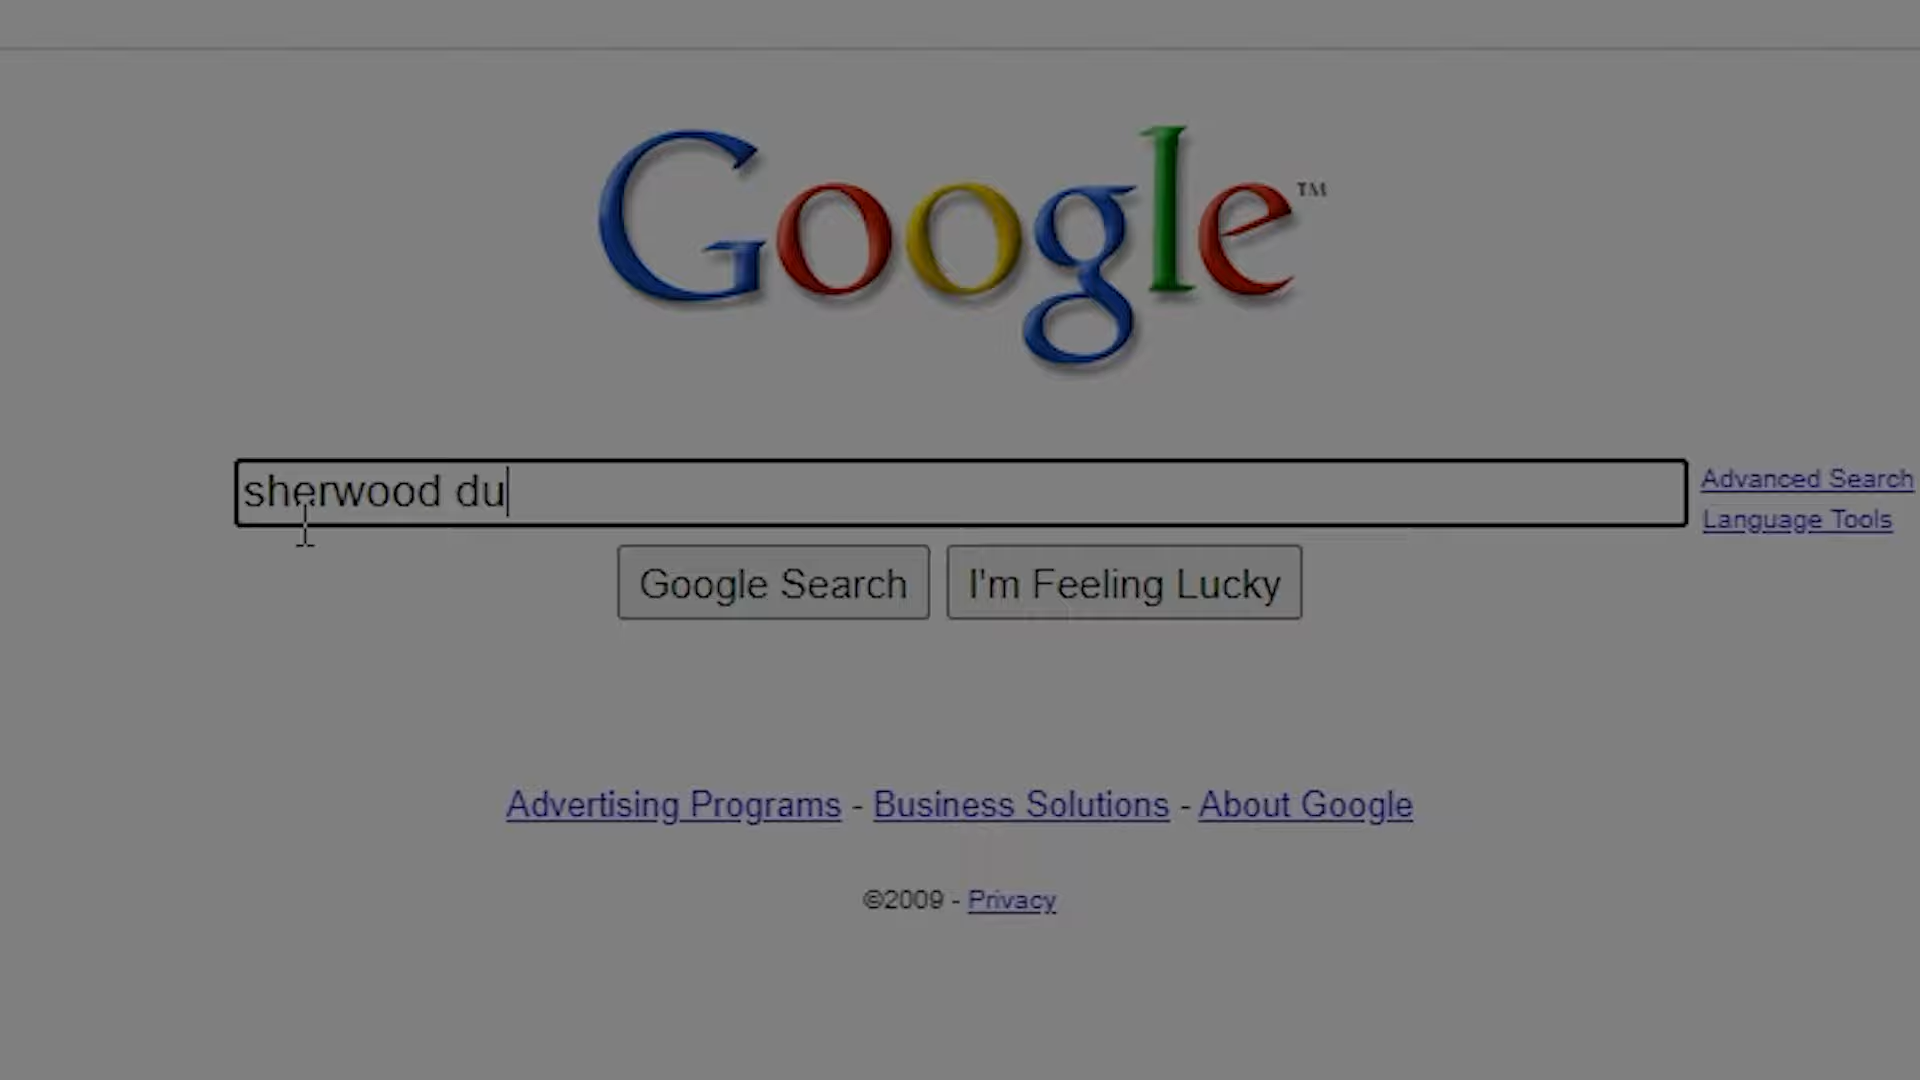 Google™
sherwood du
Advanced Search
Language Tools
Google Search I'm Feeling Lucky
Advertising Programs - Business Solutions - About Google
©2009 - Privacy